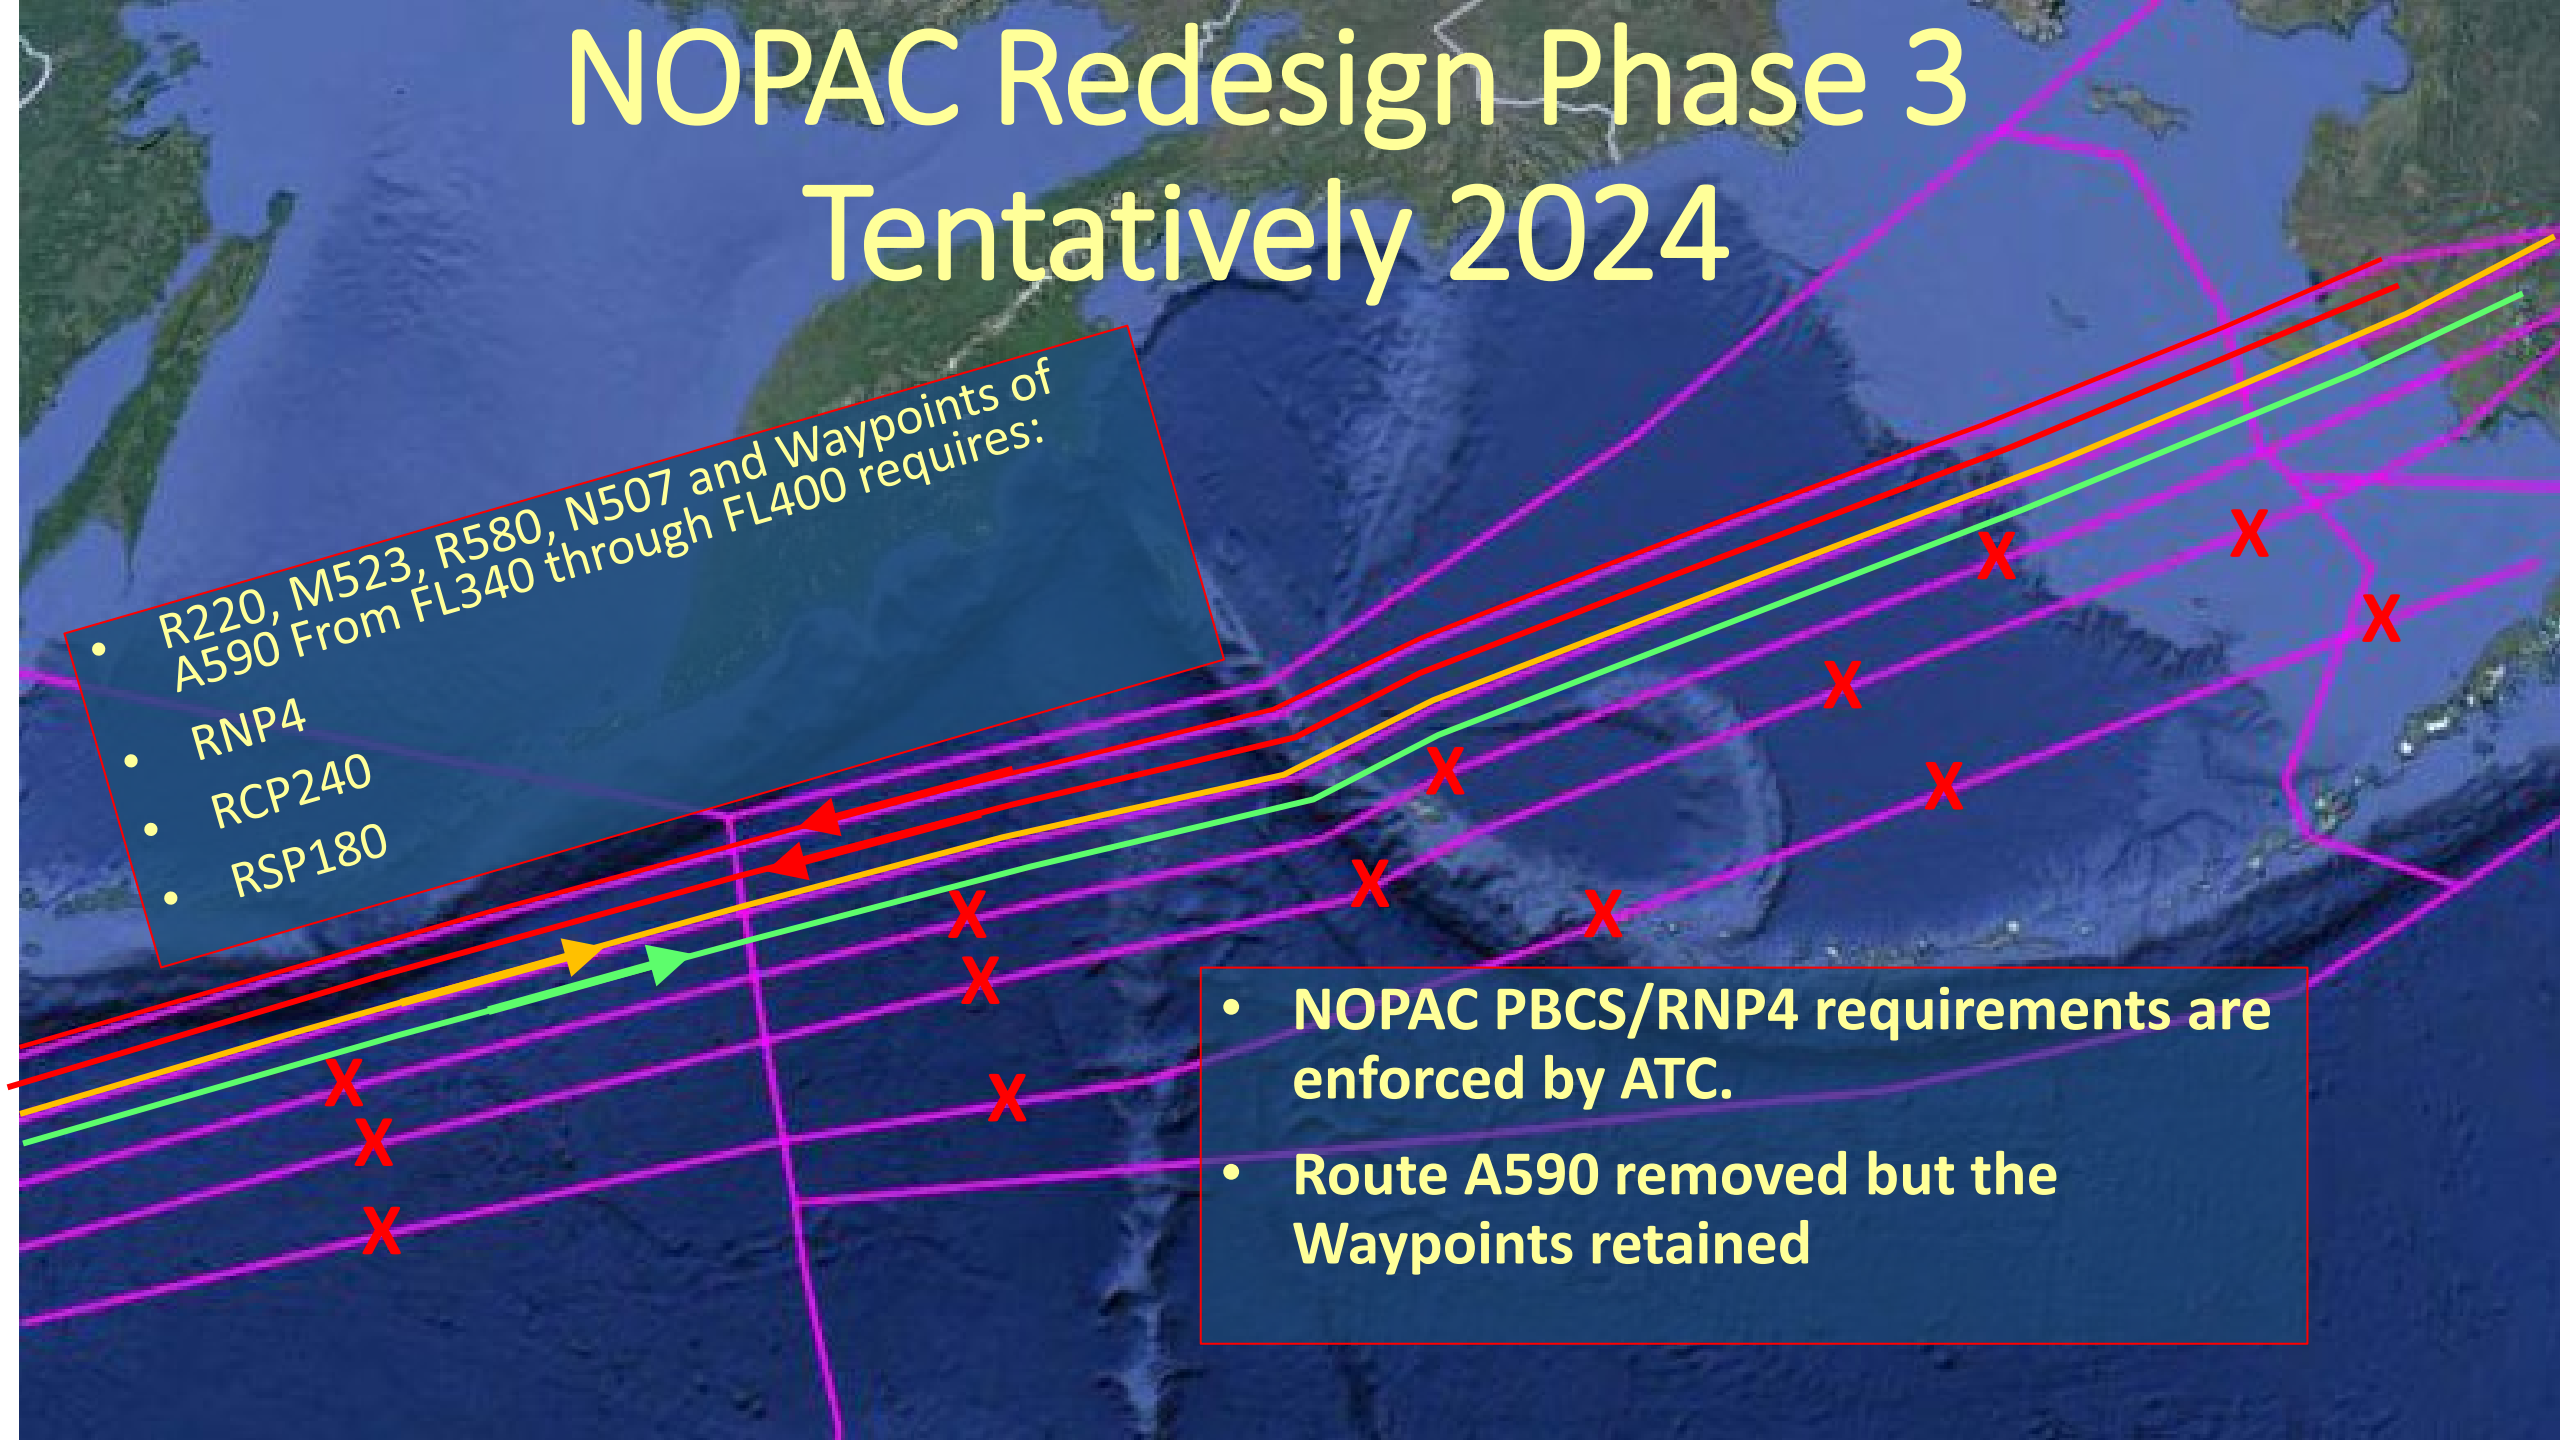 NOPAC Redesign Phase 3
Tentatively 2024
• R220, M523, R580, N507 and Waypoints of
A590 From FL340 through FL400 requires:
• RNP4
• RCP240
• RSP180
X
X
X
X
X
X
X
X
X
X
X
X
X
X
• NOPAC PBCS/RNP4 requirements are
enforced by ATC.
• Route A590 removed but the
Waypoints retained